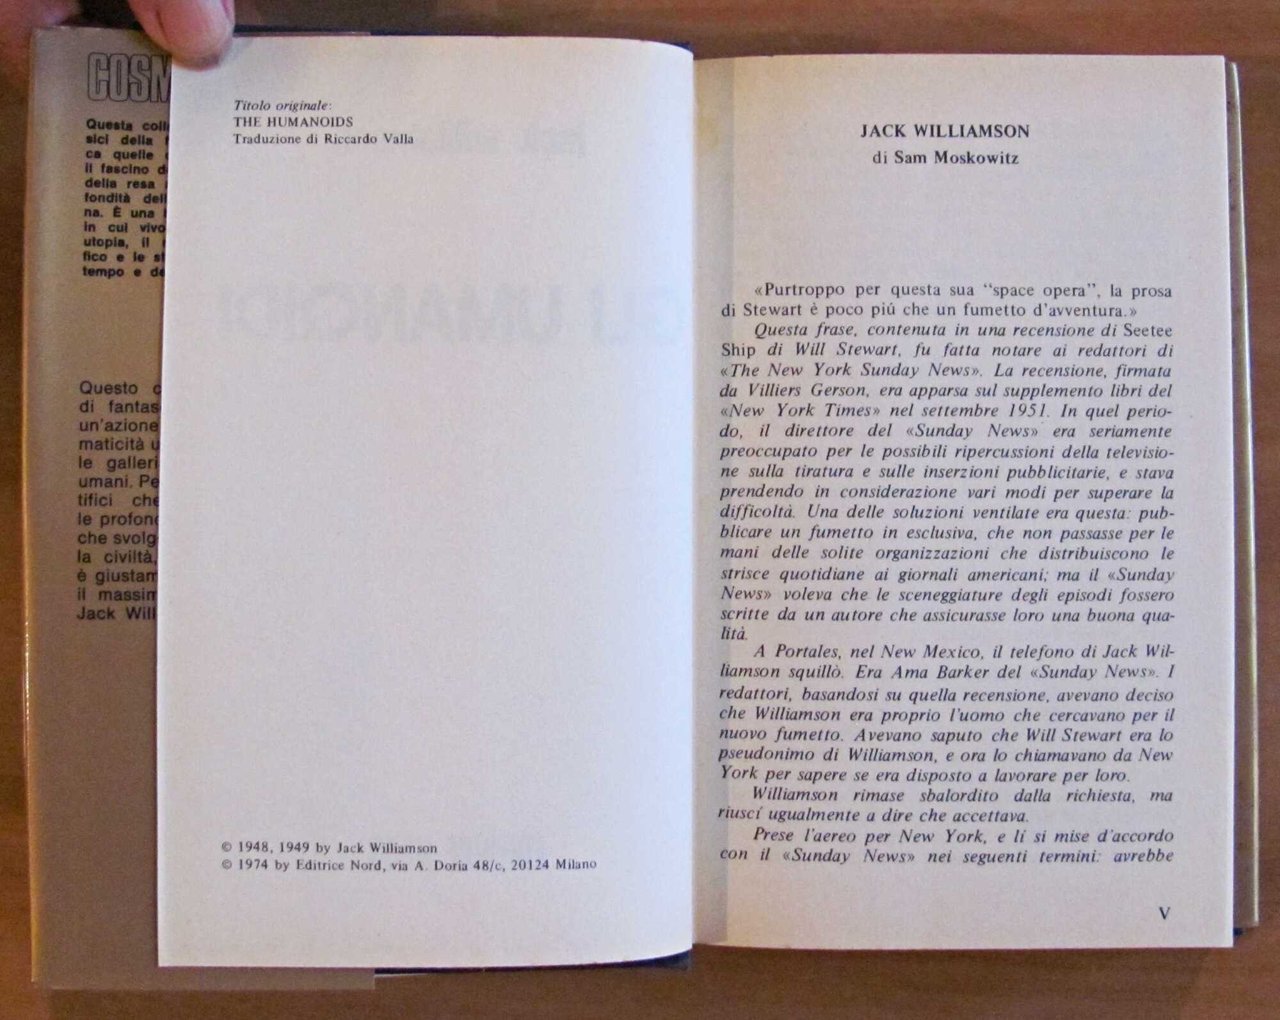 COSM
Questa coll
sici della
ca quelle
il fascino d
della resa
fondità del
na. È una
in cui vivo
utopia, il
fico e le
tempo e de
Questo
di fantas
un'azione
maticità
le galleri
umani. Pe
tifici che
le profon
che svolg
la civiltà,
è giustam
il massim
Jack Will
Titolo originale:
THE HUMANOIDS
Traduzione di Riccardo Valla
© 1948, 1949 by Jack Williamson
© 1974 by Editrice Nord, via A. Doria 48/c, 20124 Milano
JACK WILLIAMSON
di Sam Moskowitz
«Purtroppo per questa sua “space opera”, la prosa
di Stewart è poco piú che un fumetto d'avventura.»
Questa frase, contenuta in una recensione di Seetee
Ship di Will Stewart, fu fatta notare ai redattori di
«The New York Sunday News». La recensione, firmata
da Villiers Gerson, era apparsa sul supplemento libri del
«New York Times» nel settembre 1951. In quel perio-
do, il direttore del «Sunday News» era seriamente
preoccupato per le possibili ripercussioni della televisio-
ne sulla tiratura e sulle inserzioni pubblicitarie, e stava
prendendo in considerazione vari modi per superare la
difficoltà. Una delle soluzioni ventilate era questa: pub-
blicare un fumetto in esclusiva, che non passasse per le
mani delle solite organizzazioni che distribuiscono le
strisce quotidiane ai giornali americani; ma il «Sunday
News» voleva che le sceneggiature degli episodi fossero
scritte da un autore che assicurasse loro una buona qua-
lità.
A Portales, nel New Mexico, il telefono di Jack Wil-
liamson squillò. Era Ama Barker del «Sunday News». I
redattori, basandosi su quella recensione, avevano deciso
che Williamson era proprio l'uomo che cercavano per il
nuovo fumetto. Avevano saputo che Will Stewart era lo
pseudonimo di Williamson, e ora lo chiamavano da New
York per sapere se era disposto a lavorare per loro.
Williamson rimase sbalordito dalla richiesta, ma
riuscí ugualmente a dire che accettava.
Prese l'aereo per New York, e lí si mise d'accordo
con il «Sunday News» nei seguenti termini: avrebbe
V